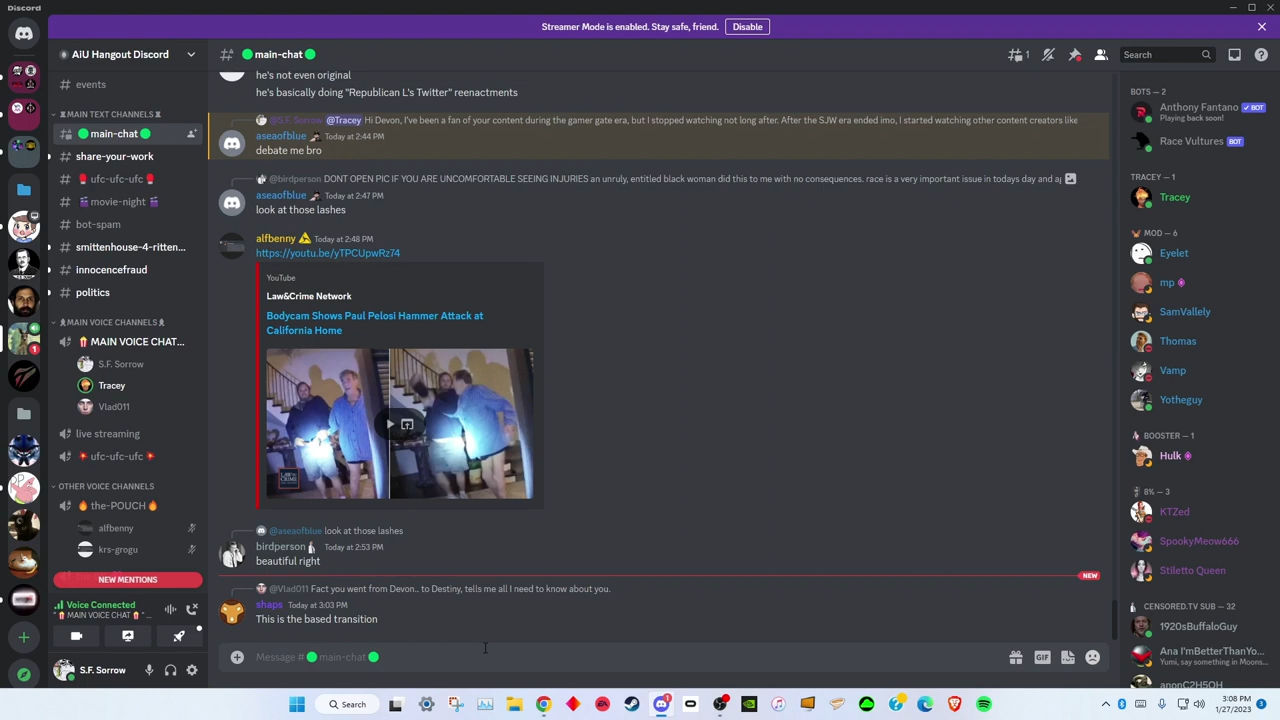 Discord
Streamer Mode is enabled. Stay safe, friend.
Disable
AiU Hangout Discord
main-chat
1
Search
events
MAIN TEXT CHANNELS
main-chat
share-your-work
ufc-ufc-ufc
movie-night
bot-spam
smittenhouse-4-ritten...
innocencefraud
politics
MAIN VOICE CHANNELS
MAIN VOICE CHAT...
S.F. Sorrow
Tracey
Vlad011
live streaming
ufc-ufc-ufc
OTHER VOICE CHANNELS
the-POUCH
alfbenny
krs-grogu
NEW MENTIONS
Voice Connected
" MAIN VOICE CHAT " ...
S.F. Sorrow
he's not even original
he's basically doing "Republican L's Twitter" reenactments
@S.F. Sorrow @Tracey Hi Devon, I've been a fan of your content during the gamer gate era, but I stopped watching not long after. After the SJW era ended imo, I started watching other content creators like
aseaofblue Today at 2:44 PM
debate me bro
@birdperson DONT OPEN PIC IF YOU ARE UNCOMFORTABLE SEEING INJURIES an unruly, entitled black woman did this to me with no consequences. race is a very important issue in todays day and ag
aseaofblue Today at 2:47 PM
look at those lashes
alfbenny Today at 2:48 PM
https://youtu.be/yTPCUpwRz74
YouTube
Law&Crime Network
Bodycam Shows Paul Pelosi Hammer Attack at
California Home
LAW&
CRIME
@aseaofblue look at those lashes
birdperson Today at 2:53 PM
beautiful right
NEW
@Vlad011 Fact you went from Devon.. to Destiny, tells me all I need to know about you.
shaps Today at 3:03 PM
This is the based transition
Message # main-chat
GIF
BOTS — 2
Anthony Fantano BOT
Playing back soon!
Race Vultures BOT
TRACEY — 1
Tracey
MOD — 6
Eyelet
mp
SamVallely
Thomas
Vamp
Yotheguy
BOOSTER — 1
Hulk
8% — 3
KTZed
SpookyMeow666
Stiletto Queen
CENSORED.TV SUB — 32
1920sBuffaloGuy
Ana I'mBetterThanYo...
Yumi, say something in Moons...
anonC2H5OH
Search
3:08 PM
1/27/2023